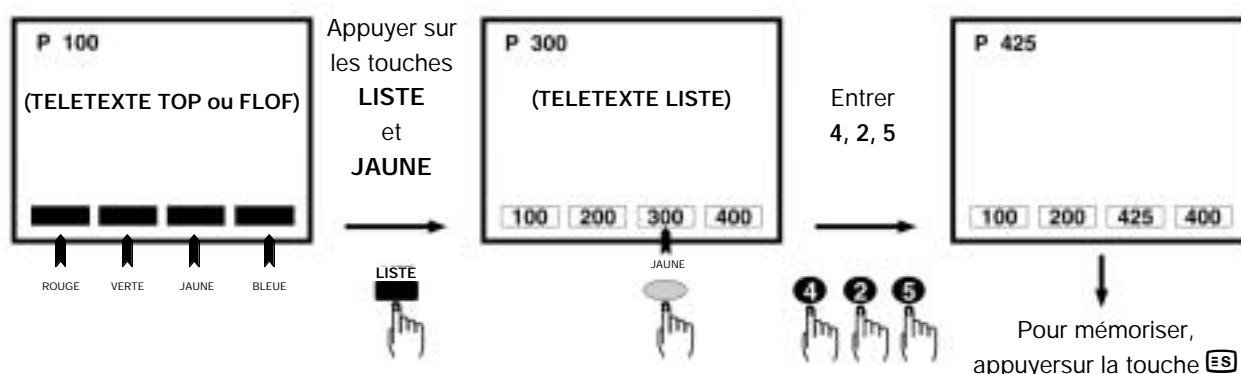 P 100
(TELETEXTE TOP ou FLOF)
ROUGE VERTE JAUNE BLEUE
Appuyer sur
les touches
LISTE
et
JAUNE
LISTE
P 300
(TELETEXTE LISTE)
100 200 300 400
JAUNE
Entrer
4, 2, 5
4 2 5
P 425
100 200 425 400
Pour mémoriser,
appuyersur la touche ES